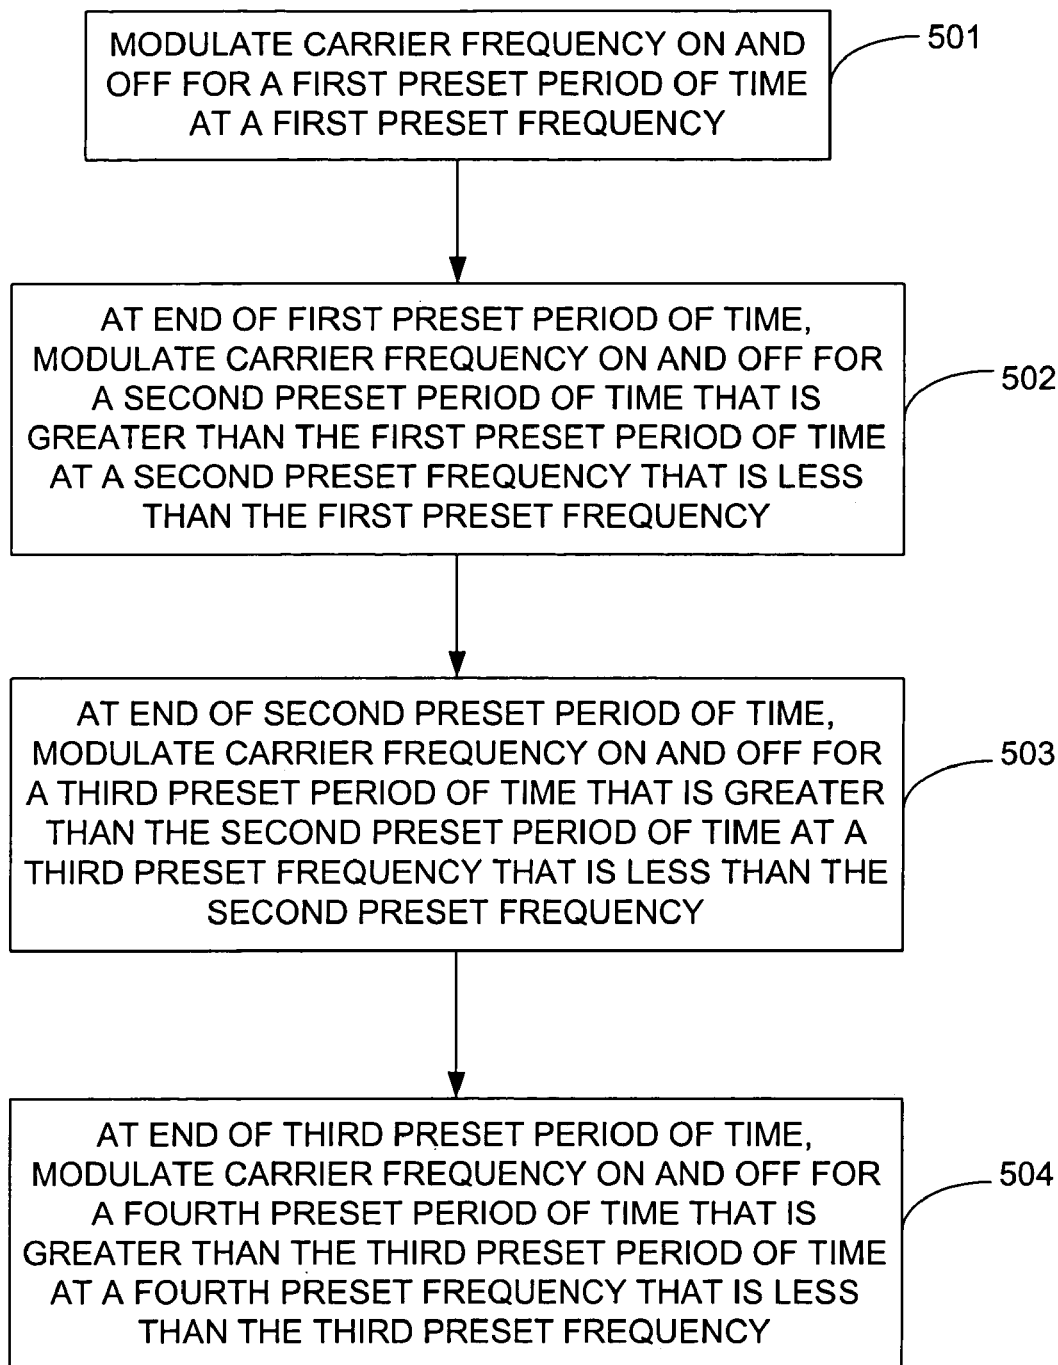 MODULATE CARRIER FREQUENCY ON AND
OFF FOR A FIRST PRESET PERIOD OF TIME
AT A FIRST PRESET FREQUENCY
501
AT END OF FIRST PRESET PERIOD OF TIME,
MODULATE CARRIER FREQUENCY ON AND OFF FOR
A SECOND PRESET PERIOD OF TIME THAT IS
GREATER THAN THE FIRST PRESET PERIOD OF TIME
AT A SECOND PRESET FREQUENCY THAT IS LESS
THAN THE FIRST PRESET FREQUENCY
502
AT END OF SECOND PRESET PERIOD OF TIME,
MODULATE CARRIER FREQUENCY ON AND OFF FOR
A THIRD PRESET PERIOD OF TIME THAT IS GREATER
THAN THE SECOND PRESET PERIOD OF TIME AT A
THIRD PRESET FREQUENCY THAT IS LESS THAN THE
SECOND PRESET FREQUENCY
503
AT END OF THIRD PRESET PERIOD OF TIME,
MODULATE CARRIER FREQUENCY ON AND OFF FOR
A FOURTH PRESET PERIOD OF TIME THAT IS
GREATER THAN THE THIRD PRESET PERIOD OF TIME
AT A FOURTH PRESET FREQUENCY THAT IS LESS
THAN THE THIRD PRESET FREQUENCY
504